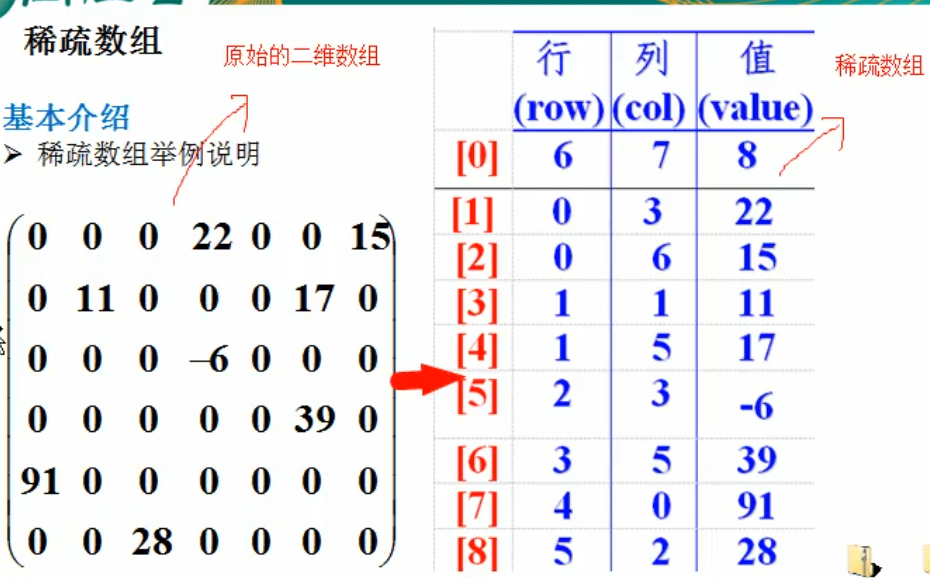 稀疏数组
原始的二维数组
基本介绍
➢ 稀疏数组举例说明
0 0 0 22 0 0 15
0 11 0 0 0 17 0
0 0 0 –6 0 0 0
0 0 0 0 0 39 0
91 0 0 0 0 0 0
0 0 28 0 0 0 0
稀疏数组
行 列 值
(row) (col) (value)
[0] 6 7 8
[1] 0 3 22
[2] 0 6 15
[3] 1 1 11
[4] 1 5 17
[5] 2 3 -6
[6] 3 5 39
[7] 4 0 91
[8] 5 2 28